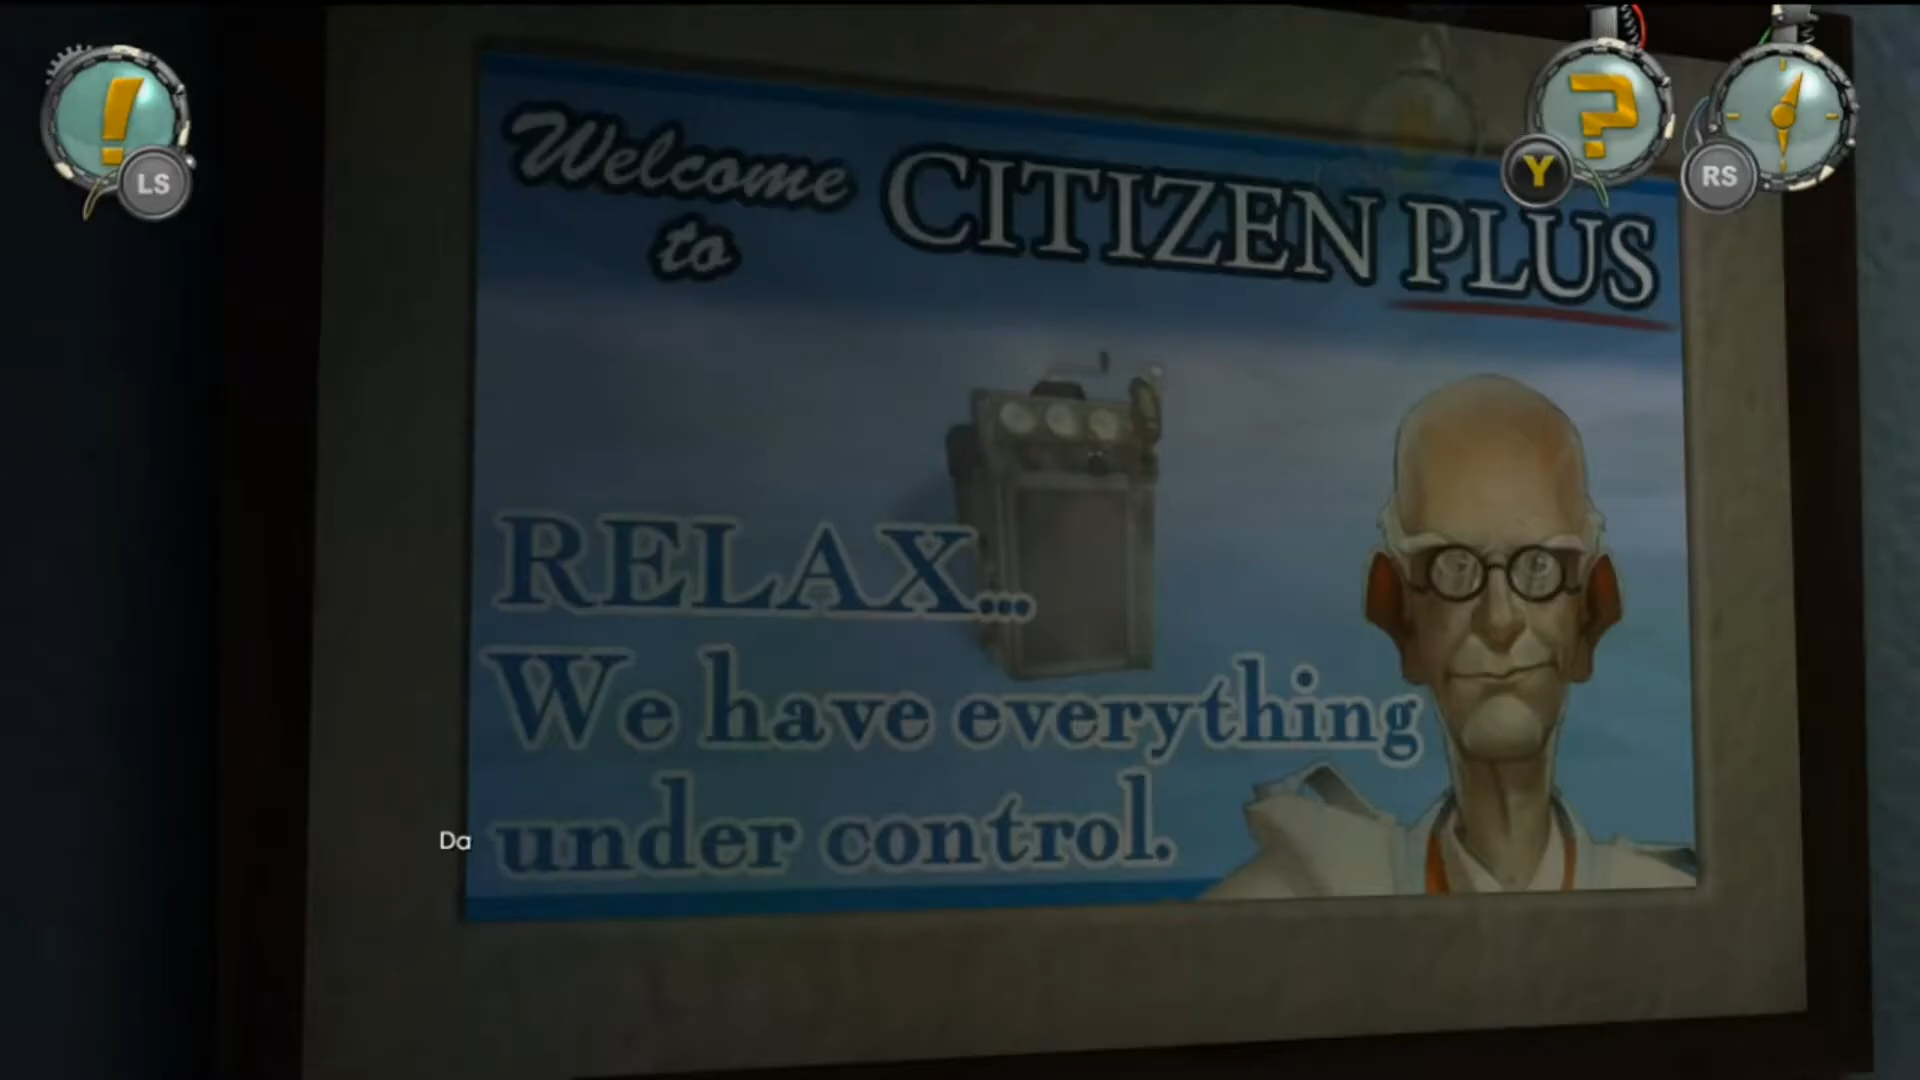 Welcome to CITIZEN PLUS
RELAX...
We have everything
under control.
Da
LS
Y
RS